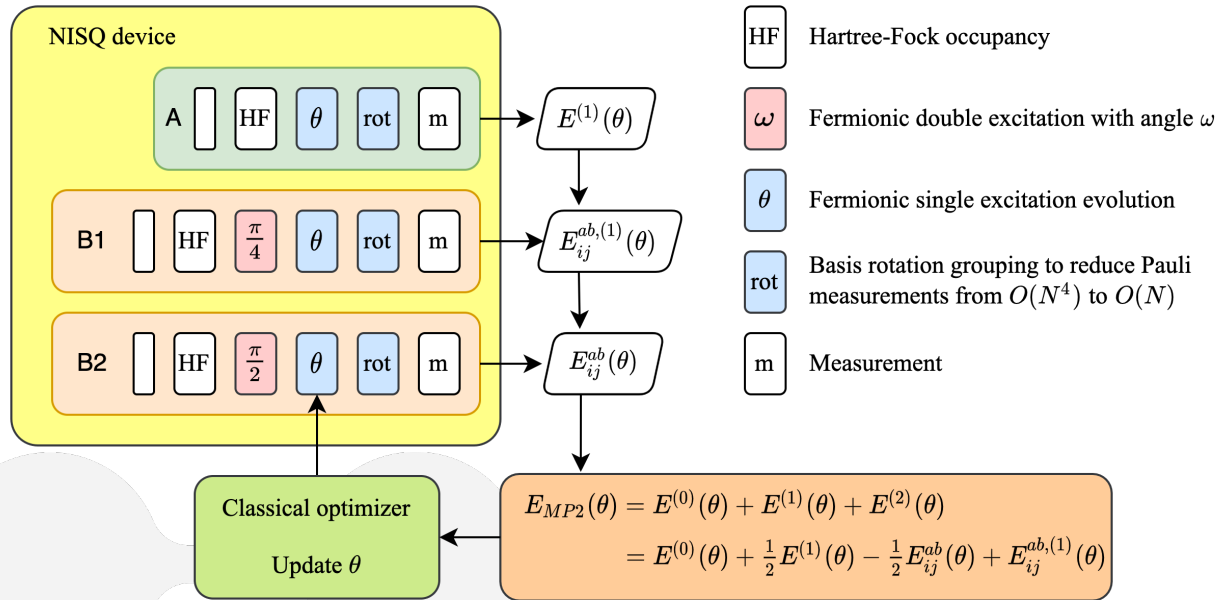 NISQ device
A HF θ rot m
E^{(1)}(θ)
B1 HF π/4 θ rot m
E_{ij}^{ab,(1)}(θ)
B2 HF π/2 θ rot m
E_{ij}^{ab}(θ)
HF Hartree-Fock occupancy
ω Fermionic double excitation with angle ω
θ Fermionic single excitation evolution
rot Basis rotation grouping to reduce Pauli
measurements from O(N^4) to O(N)
m Measurement
Classical optimizer
Update θ
E_{MP2}(θ) = E^{(0)}(θ) + E^{(1)}(θ) + E^{(2)}(θ)
= E^{(0)}(θ) + 1/2 E^{(1)}(θ) − 1/2 E_{ij}^{ab}(θ) + E_{ij}^{ab,(1)}(θ)